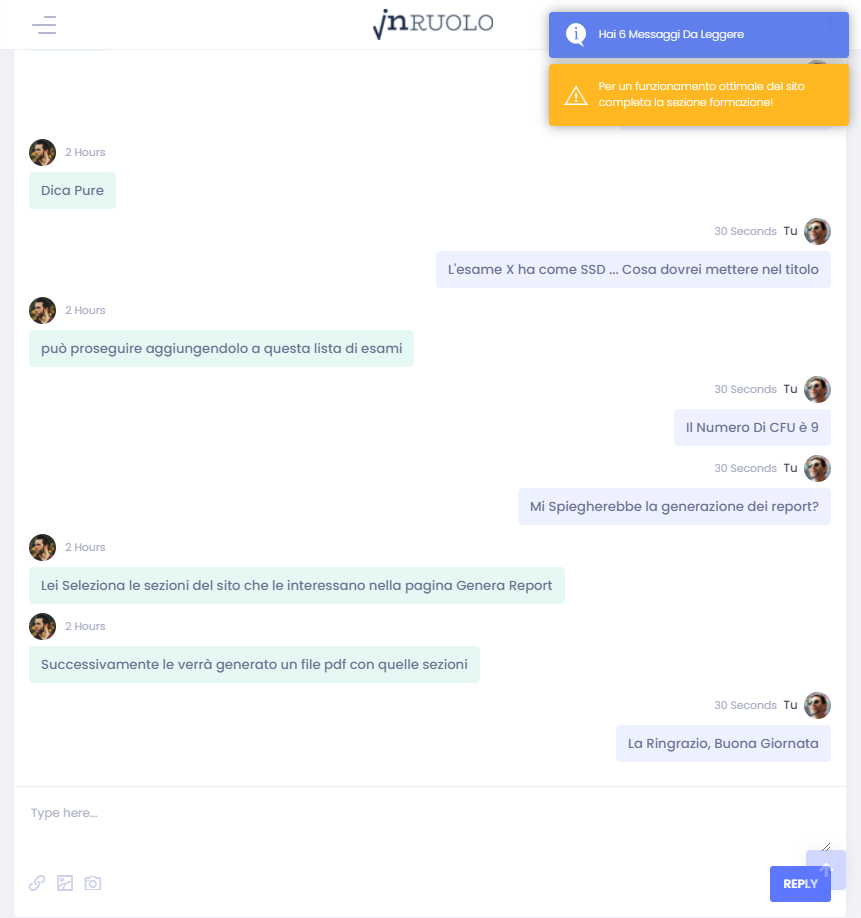 √inRUOLO
Hai 6 Messaggi Da Leggere
Per un funzionamento ottimale del sito
completa la sezione formazione!
2 Hours
Dica Pure
30 Seconds Tu
L'esame X ha come SSD ... Cosa dovrei mettere nel titolo
2 Hours
può proseguire aggiungendolo a questa lista di esami
30 Seconds Tu
Il Numero Di CFU è 9
30 Seconds Tu
Mi Spiegherebbe la generazione dei report?
2 Hours
Lei Seleziona le sezioni del sito che le interessano nella pagina Genera Report
2 Hours
Successivamente le verrà generato un file pdf con quelle sezioni
30 Seconds Tu
La Ringrazio, Buona Giornata
Type here...
REPLY